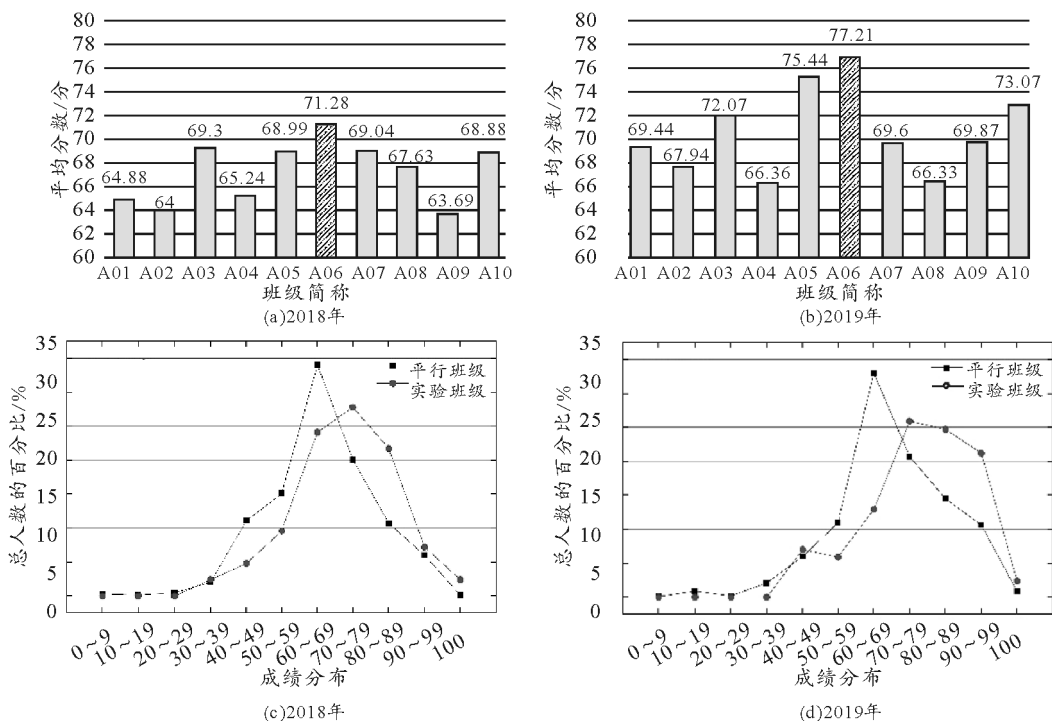 平均分数/分
80
78
76
74
72
70
68
66
64
62
60
64.88
64
69.3
65.24
68.99
71.28
69.04
67.63
63.69
68.88
A01 A02 A03 A04 A05 A06 A07 A08 A09 A10
班级简称
(a)2018年
平均分数/分
80
78
76
74
72
70
68
66
64
62
60
69.44
67.94
72.07
66.36
75.44
77.21
69.6
66.33
69.87
73.07
A01 A02 A03 A04 A05 A06 A07 A08 A09 A10
班级简称
(b)2019年
总人数的百分比/%
35
30
25
20
15
10
5
0
平行班级
实验班级
0~9 10~19 20~29 30~39 40~49 50~59 60~69 70~79 80~89 90~99 100
成绩分布
(c)2018年
总人数的百分比/%
35
30
25
20
15
10
5
0
平行班级
实验班级
0~9 10~19 20~29 30~39 40~49 50~59 60~69 70~79 80~89 90~99 100
成绩分布
(d)2019年